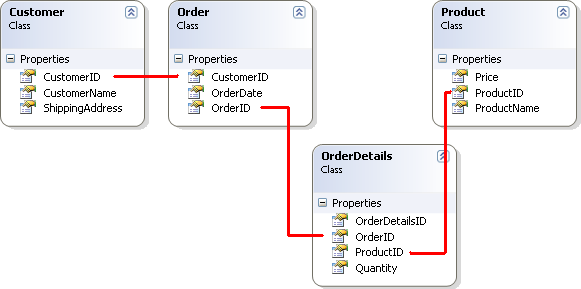 Customer
Class
Properties
CustomerID
CustomerName
ShippingAddress
Order
Class
Properties
CustomerID
OrderDate
OrderID
Product
Class
Properties
Price
ProductID
ProductName
OrderDetails
Class
Properties
OrderDetailsID
OrderID
ProductID
Quantity